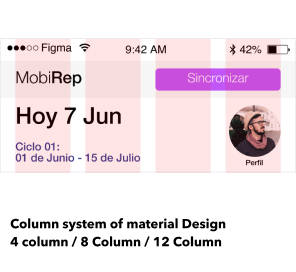 Figma 9:42 AM 42%
MobiRep Sincronizar
Hoy 7 Jun
Ciclo 01:
01 de Junio - 15 de Julio
Perfil
Column system of material Design
4 column / 8 Column / 12 Column